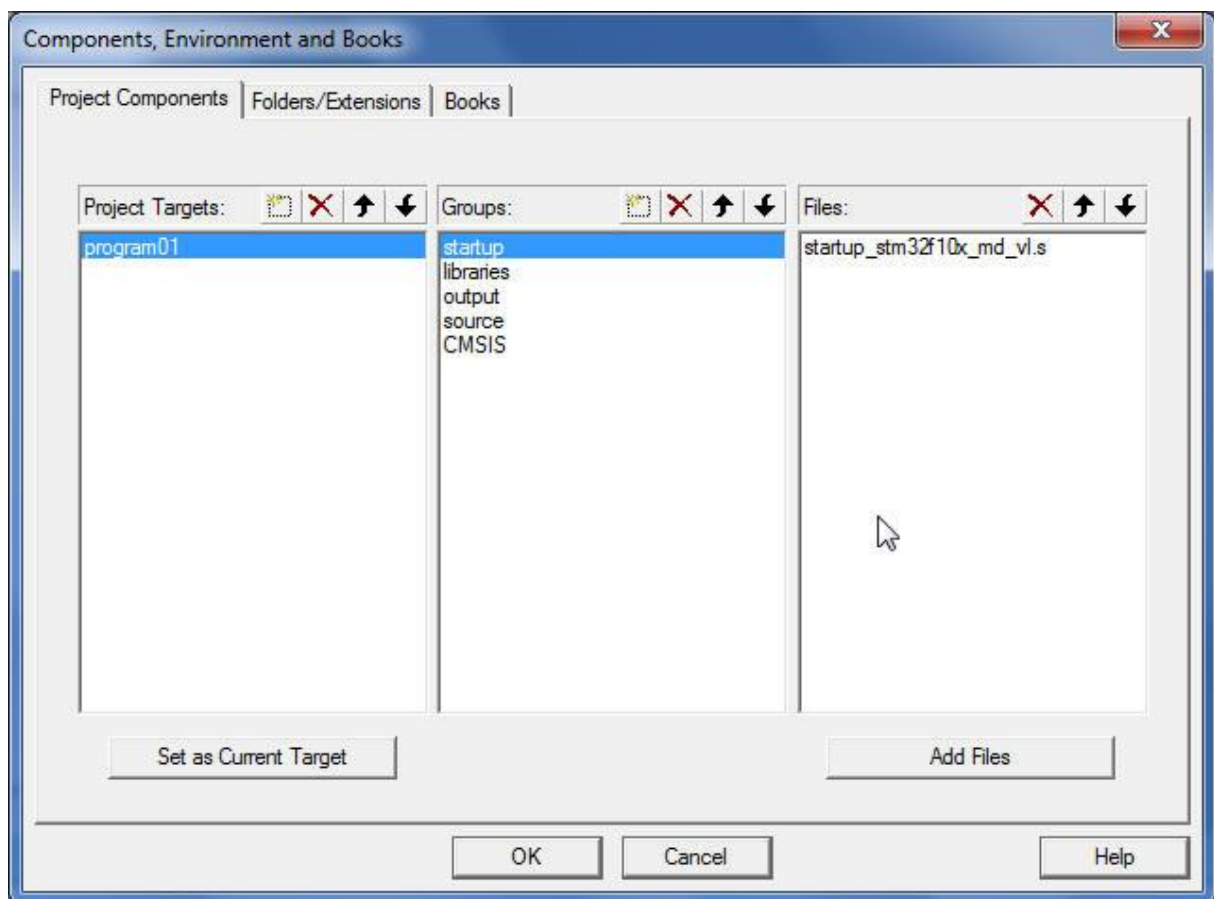 Components, Environment and Books
Project Components Folders/Extensions Books
Project Targets: Groups: Files:
program01
startup
libraries
output
source
CMSIS
startup_stm32f10x_md_vl.s
Set as Current Target Add Files
OK Cancel Help